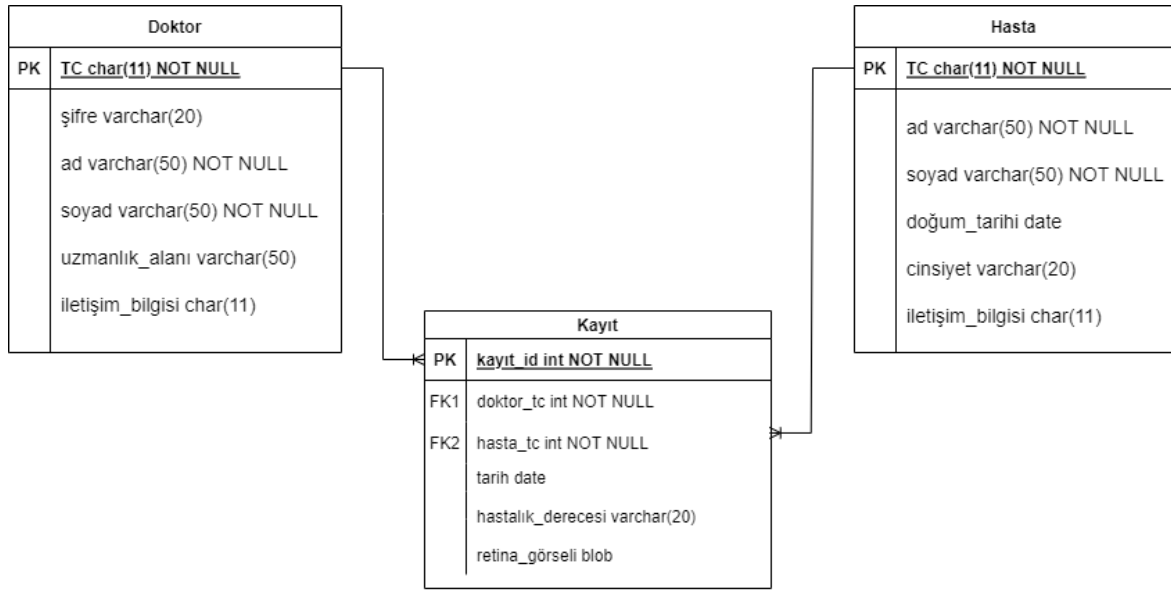 Doktor
PK TC char(11) NOT NULL
şifre varchar(20)
ad varchar(50) NOT NULL
soyad varchar(50) NOT NULL
uzmanlık_alanı varchar(50)
iletişim_bilgisi char(11)
Hasta
PK TC char(11) NOT NULL
ad varchar(50) NOT NULL
soyad varchar(50) NOT NULL
doğum_tarihi date
cinsiyet varchar(20)
iletişim_bilgisi char(11)
Kayıt
PK kayıt_id int NOT NULL
FK1 doktor_tc int NOT NULL
FK2 hasta_tc int NOT NULL
tarih date
hastalık_derecesi varchar(20)
retina_görseli blob